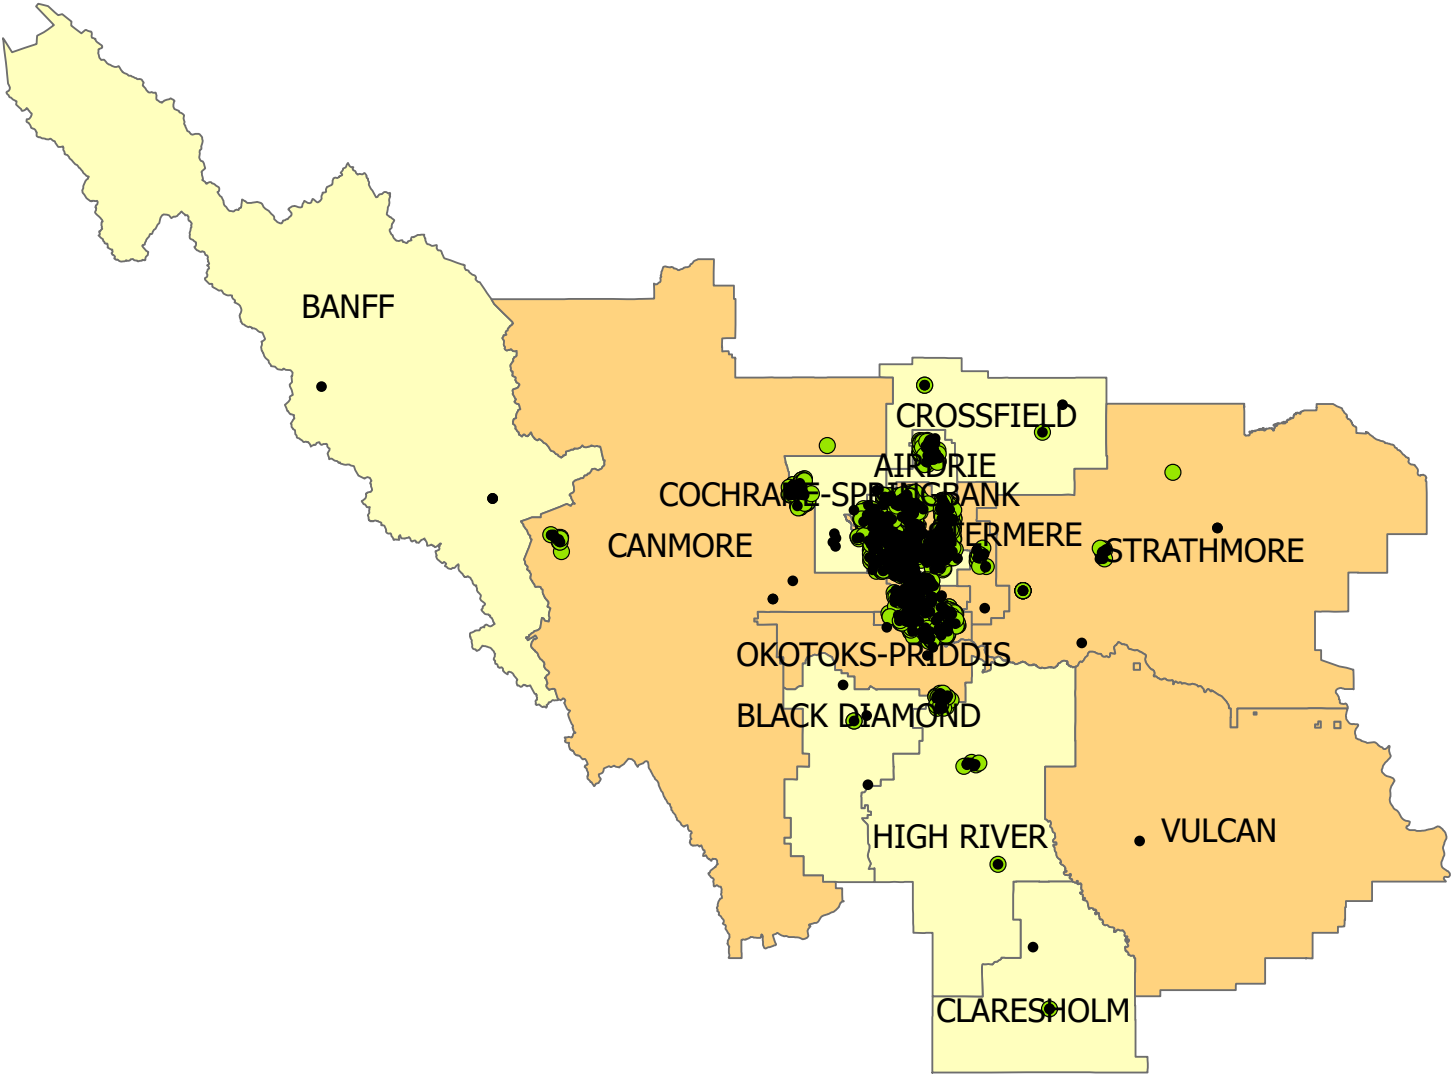 BANFF
CROSSFIELD
AIRDRIE
COCHRANE-SPRINGBANK
CANMORE
STRATHMORE
OKOTOKS-PRIDDIS
BLACK DIAMOND
HIGH RIVER
VULCAN
CLARESHOLM